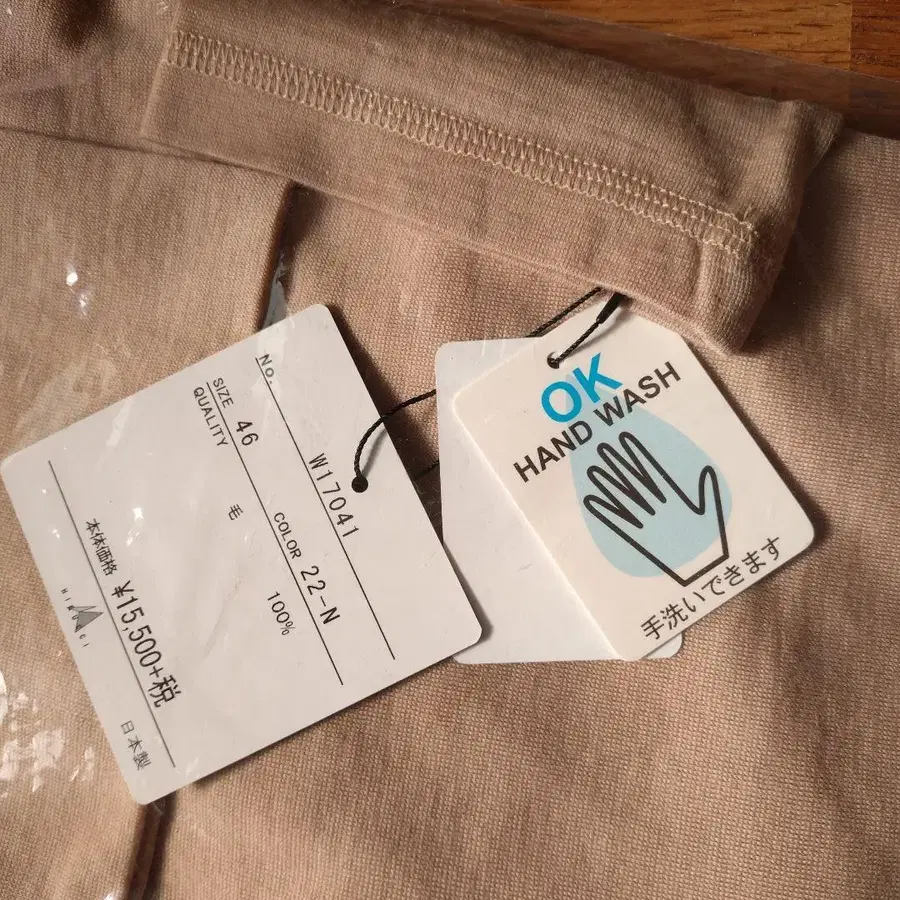 No. W17041
SIZE 46 COLOR 22-N
QUALITY
毛 100%
本体価格 ¥15,500+税
日本製
OK
HAND WASH
手洗いできます